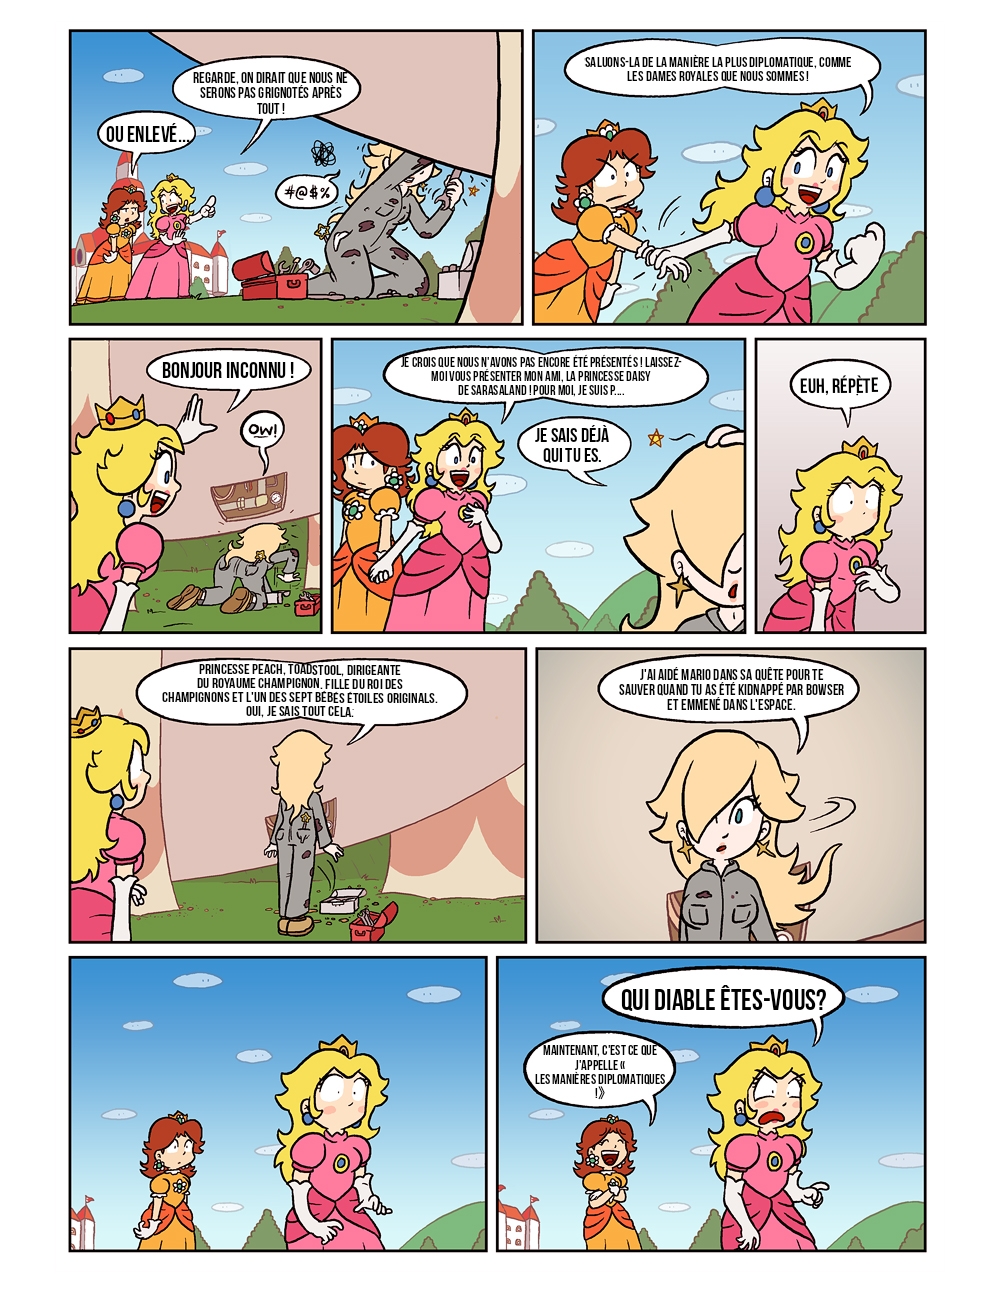 REGARDE, ON DIRAIT QUE NOUS NE
SERONS PAS GRIGNOTÉS APRÈS
TOUT !
OU ENLEVÉ...
#@$%
SALUONS-LA DE LA MANIÈRE LA PLUS DIPLOMATIQUE, COMME
LES DAMES ROYALES QUE NOUS SOMMES !
BONJOUR INCONNU !
OW!
JE CROIS QUE NOUS N'AVONS PAS ENCORE ÉTÉ PRÉSENTÉS ! LAISSEZ-
MOI VOUS PRÉSENTER MON AMI, LA PRINCESSE DAISY
DE SARASALAND ! POUR MOI, JE SUIS P....
JE SAIS DÉJÀ
QUI TU ES.
EUH, RÉPÈTE
PRINCESSE PEACH, TOADSTOOL, DIRIGEANTE
DU ROYAUME CHAMPIGNON, FILLE DU ROI DES
CHAMPIGNONS ET L'UN DES SEPT BÉBÉS ÉTOILES ORIGINALS.
OUI, JE SAIS TOUT CELA.
J'AI AIDÉ MARIO DANS SA QUÊTE POUR TE
SAUVER QUAND TU AS ÉTÉ KIDNAPPÉ PAR BOWSER
ET EMMENÉ DANS L'ESPACE.
QUI DIABLE ÊTES-VOUS?
MAINTENANT, C'EST CE QUE
J'APPELLE «
LES MANIÈRES DIPLOMATIQUES
!»